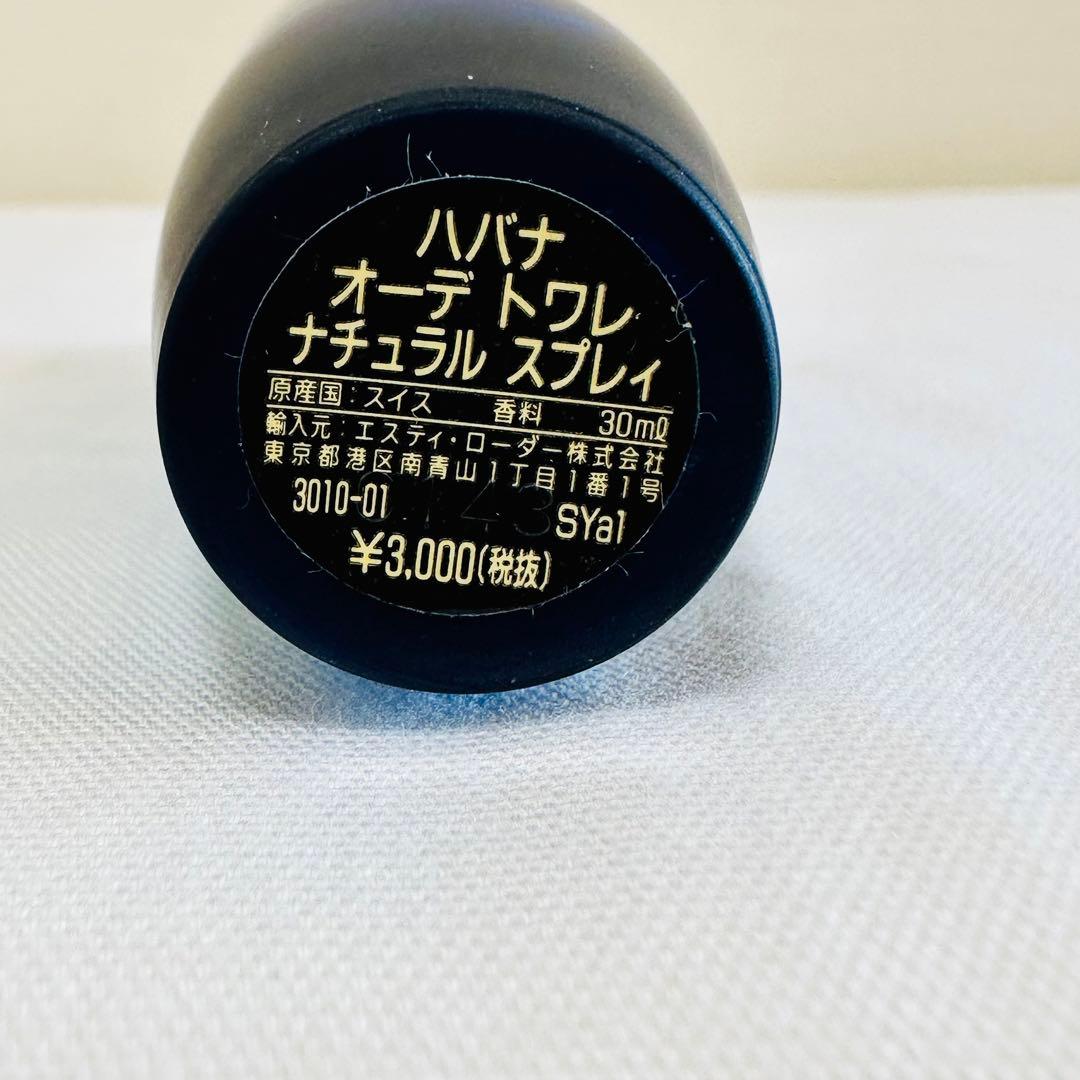 ハバナ
オーデ トワレ
ナチュラル スプレイ
原産国：スイス 香料 30ml
輸入元：エスティ・ローダー株式会社
東京都港区南青山1丁目1番1号
3010-01 SYa1
¥3,000(税抜)